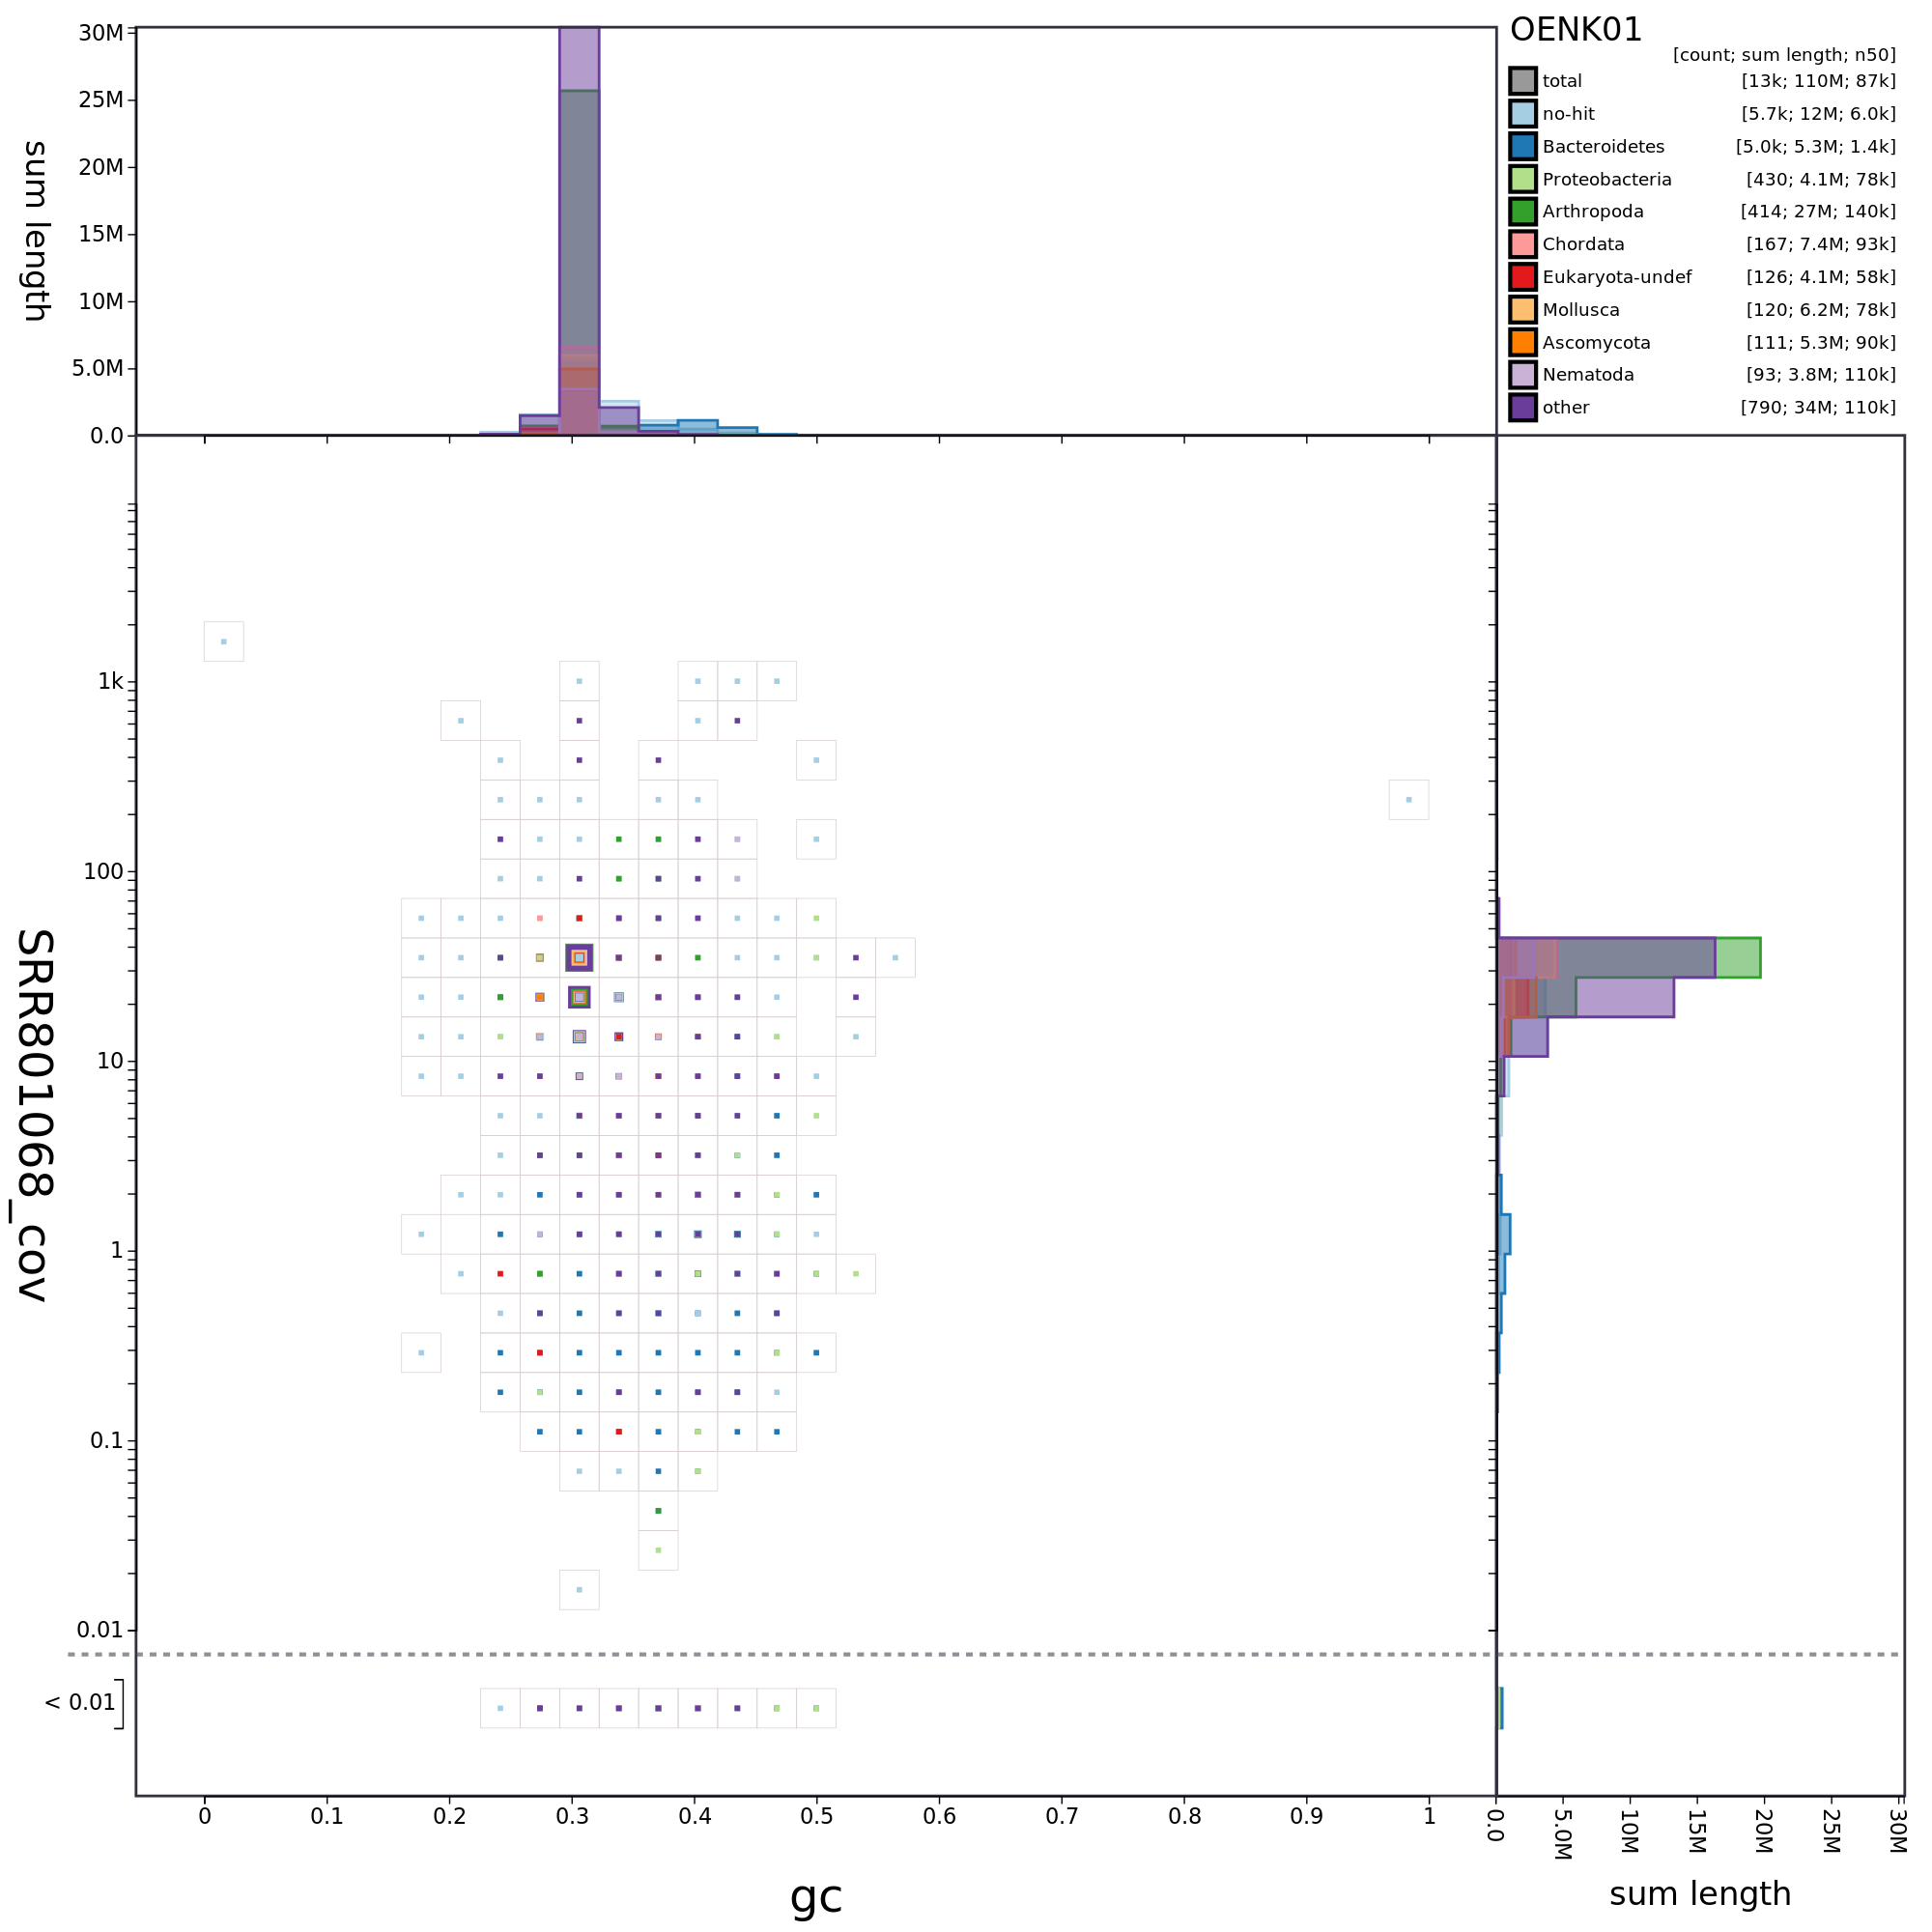 OENK01
[count; sum length; n50]
total [13k; 110M; 87k]
no-hit [5.7k; 12M; 6.0k]
Bacteroidetes [5.0k; 5.3M; 1.4k]
Proteobacteria [430; 4.1M; 78k]
Arthropoda [414; 27M; 140k]
Chordata [167; 7.4M; 93k]
Eukaryota-undef [126; 4.1M; 58k]
Mollusca [120; 6.2M; 78k]
Ascomycota [111; 5.3M; 90k]
Nematoda [93; 3.8M; 110k]
other [790; 34M; 110k]
sum length
30M
25M
20M
15M
10M
5.0M
0.0
SRR801068_cov
1k
100
10
1
0.1
0.01
< 0.01
0 0.1 0.2 0.3 0.4 0.5 0.6 0.7 0.8 0.9 1
gc
0.0 5.0M 10M 15M 20M 25M 30M
sum length